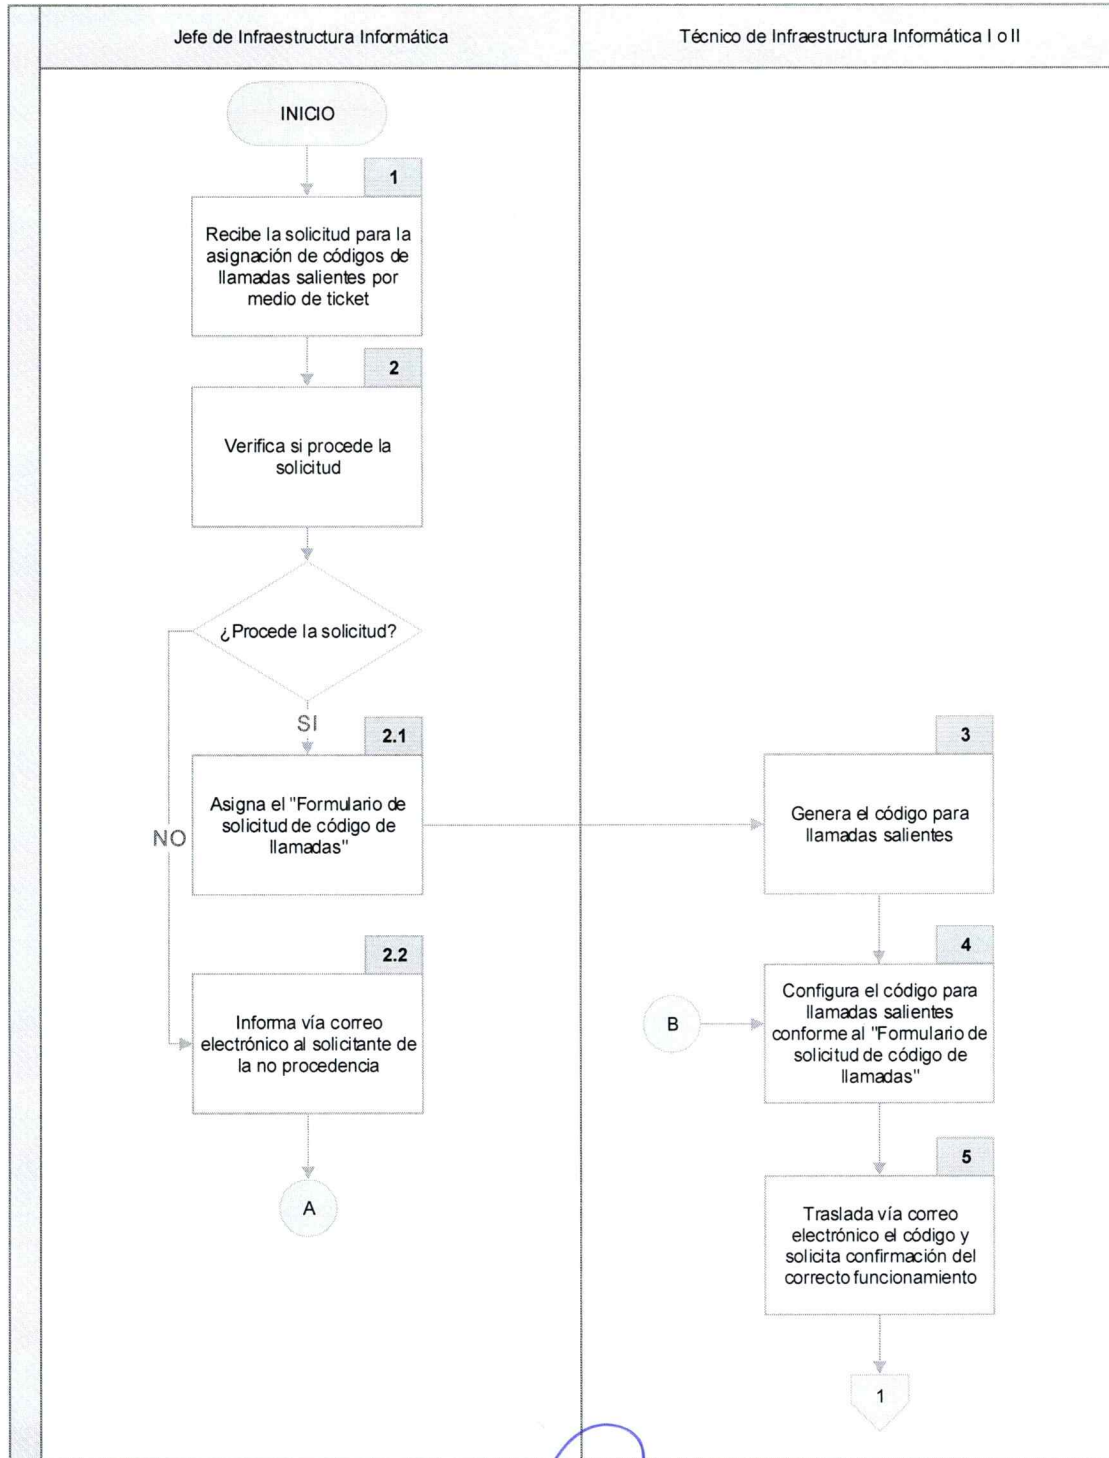 Jefe de Infraestructura Informática
Técnico de Infraestructura Informática I o II
INICIO
1
Recibe la solicitud para la
asignación de códigos de
llamadas salientes por
medio de ticket
2
Verifica si procede la
solicitud
¿Procede la solicitud?
SI
NO
2.1
Asigna el "Formulario de
solicitud de código de
llamadas"
2.2
Informa vía correo
electrónico al solicitante de
la no procedencia
A
3
Genera el código para
llamadas salientes
4
B
Configura el código para
llamadas salientes
conforme al "Formulario de
solicitud de código de
llamadas"
5
Traslada vía correo
electrónico el código y
solicita confirmación del
correcto funcionamiento
1